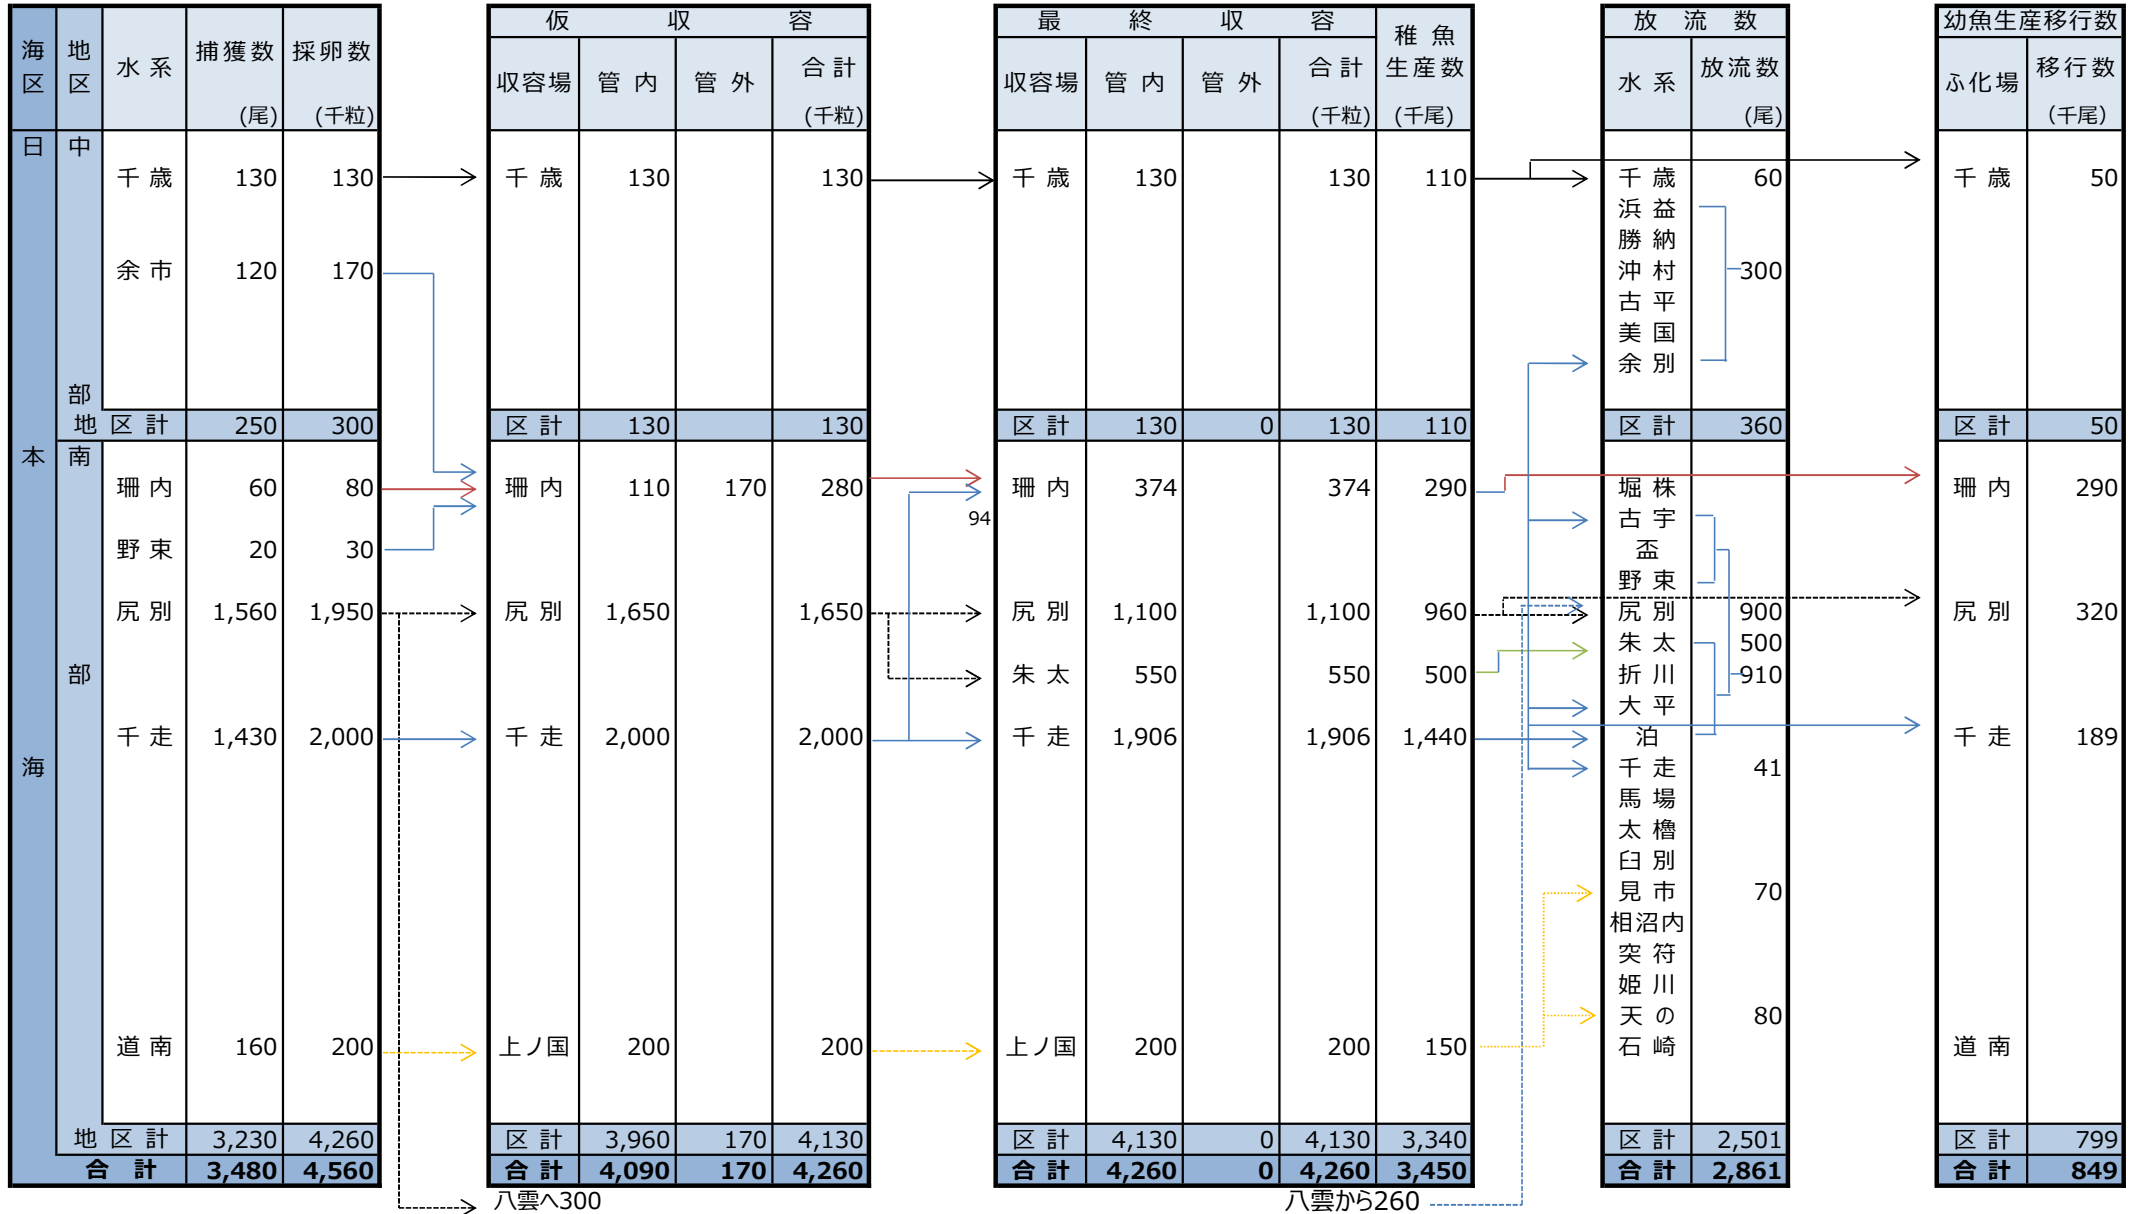 海区 地区 水系 捕獲数 (尾) 採卵数 (千粒) 仮収容 収容場 管内 管外 合計 (千粒) 最終収容 収容場 管内 管外 合計 (千粒) 稚魚生産数 (千尾) 放流数 水系 放流数 (尾) 幼魚生産移行数 ふ化場 移行数 (千尾)
日 中
千歳 130 130 千歳 130 130 千歳 130 130 110 千歳 60 千歳 50
浜益
勝納
余市 120 170 沖村 300
古平
美国
余別
部
地区計 250 300 区計 130 130 区計 130 0 130 110 区計 360 区計 50
本 南
珊内 60 80 珊内 110 170 280 珊内 374 374 290 堀株 珊内 290
94 古宇
野束 20 30 盃
野束
尻別 1,560 1,950 尻別 1,650 1,650 尻別 1,100 1,100 960 尻別 900 尻別 320
朱太 500
部 朱太 550 550 500 折川 910
大平
千走 1,430 2,000 千走 2,000 2,000 千走 1,906 1,906 1,440 泊 千走 189
海 千走 41
馬場
太櫓
臼別
見市 70
相沼内
突符
姫川
天の 80
道南 160 200 上ノ国 200 200 上ノ国 200 200 150 石崎 道南
地区計 3,230 4,260 区計 3,960 170 4,130 区計 4,130 0 4,130 3,340 区計 2,501 区計 799
合計 3,480 4,560 合計 4,090 170 4,260 合計 4,260 0 4,260 3,450 合計 2,861 合計 849
八雲へ300 八雲から260